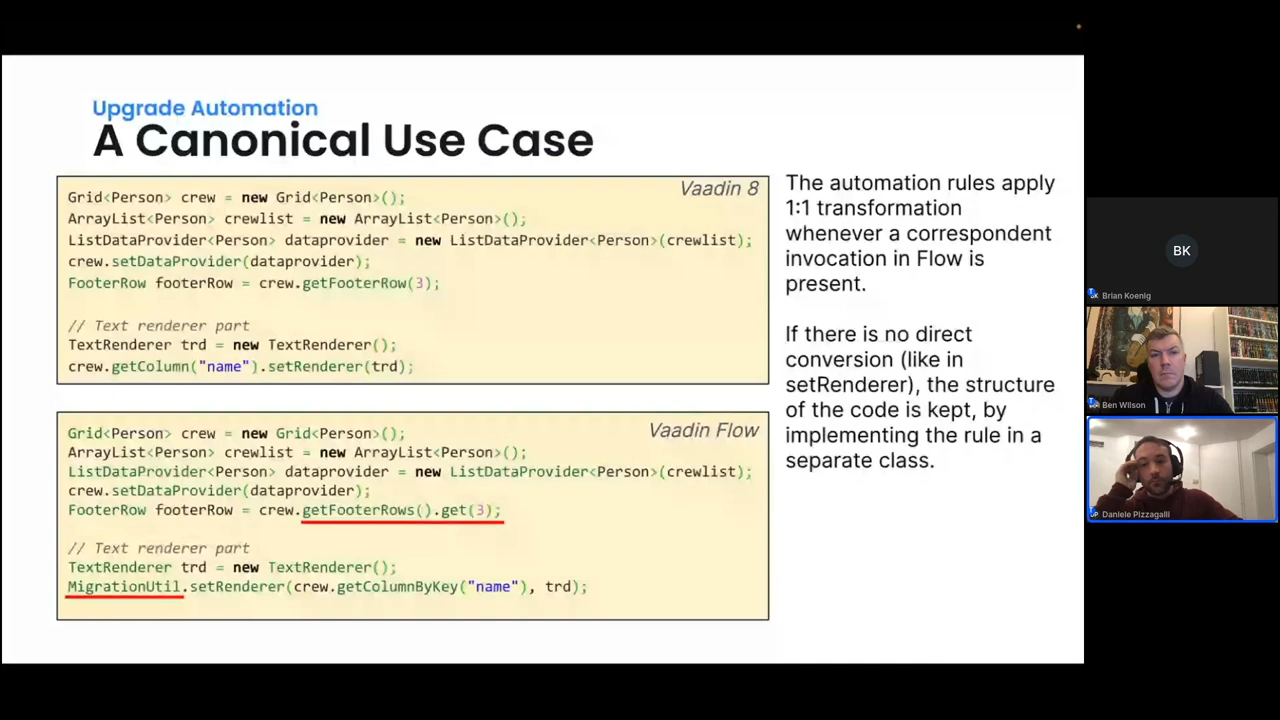 Upgrade Automation
A Canonical Use Case
Vaadin 8
Grid<Person> crew = new Grid<Person>();
ArrayList<Person> crewlist = new ArrayList<Person>();
ListDataProvider<Person> dataprovider = new ListDataProvider<Person>(crewlist);
crew.setDataProvider(dataprovider);
FooterRow footerRow = crew.getFooterRow(3);
// Text renderer part
TextRenderer trd = new TextRenderer();
crew.getColumn("name").setRenderer(trd);
Vaadin Flow
Grid<Person> crew = new Grid<Person>();
ArrayList<Person> crewlist = new ArrayList<Person>();
ListDataProvider<Person> dataprovider = new ListDataProvider<Person>(crewlist);
crew.setDataProvider(dataprovider);
FooterRow footerRow = crew.getFooterRows().get(3);
// Text renderer part
TextRenderer trd = new TextRenderer();
MigrationUtil.setRenderer(crew.getColumnByKey("name"), trd);
The automation rules apply
1:1 transformation
whenever a correspondent
invocation in Flow is
present.
If there is no direct
conversion (like in
setRenderer), the structure
of the code is kept, by
implementing the rule in a
separate class.
BK
Brian Koenig
Ben Wilson
Daniele Pizzagalli